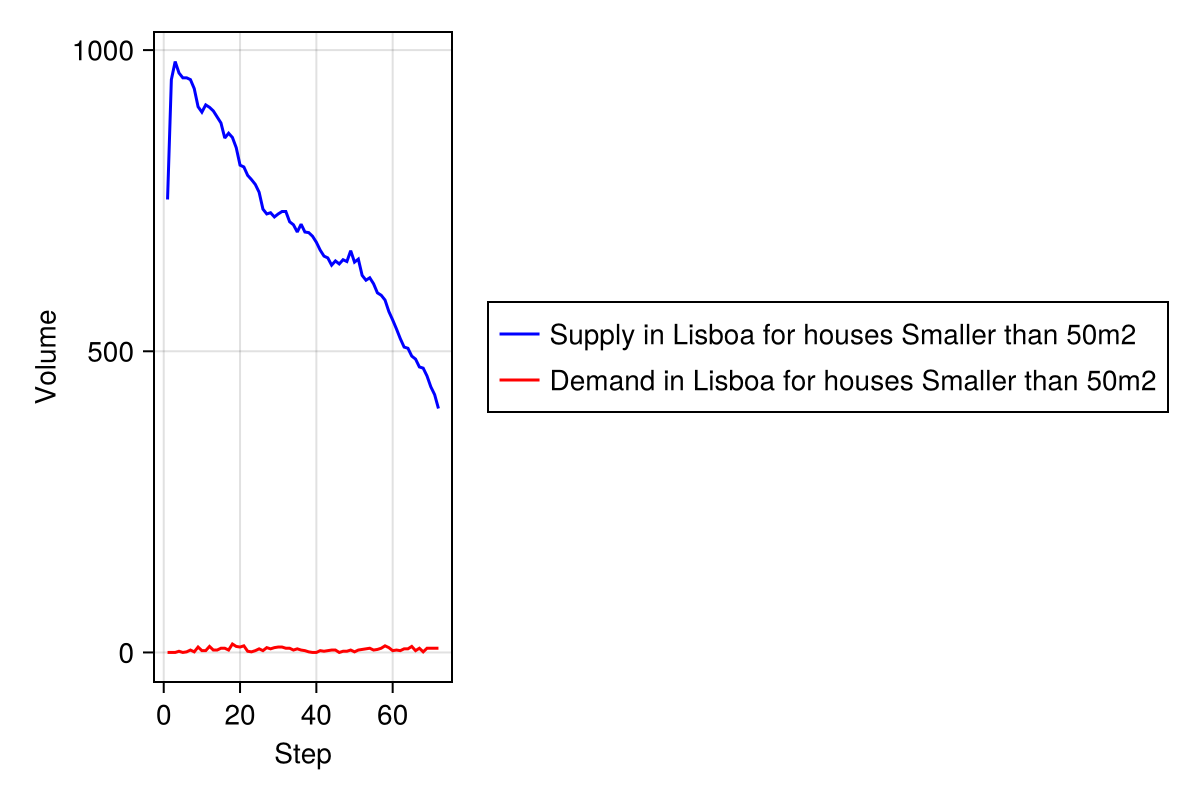 1000
500
0
Volume
0 20 40 60
Step
Supply in Lisboa for houses Smaller than 50m2
Demand in Lisboa for houses Smaller than 50m2